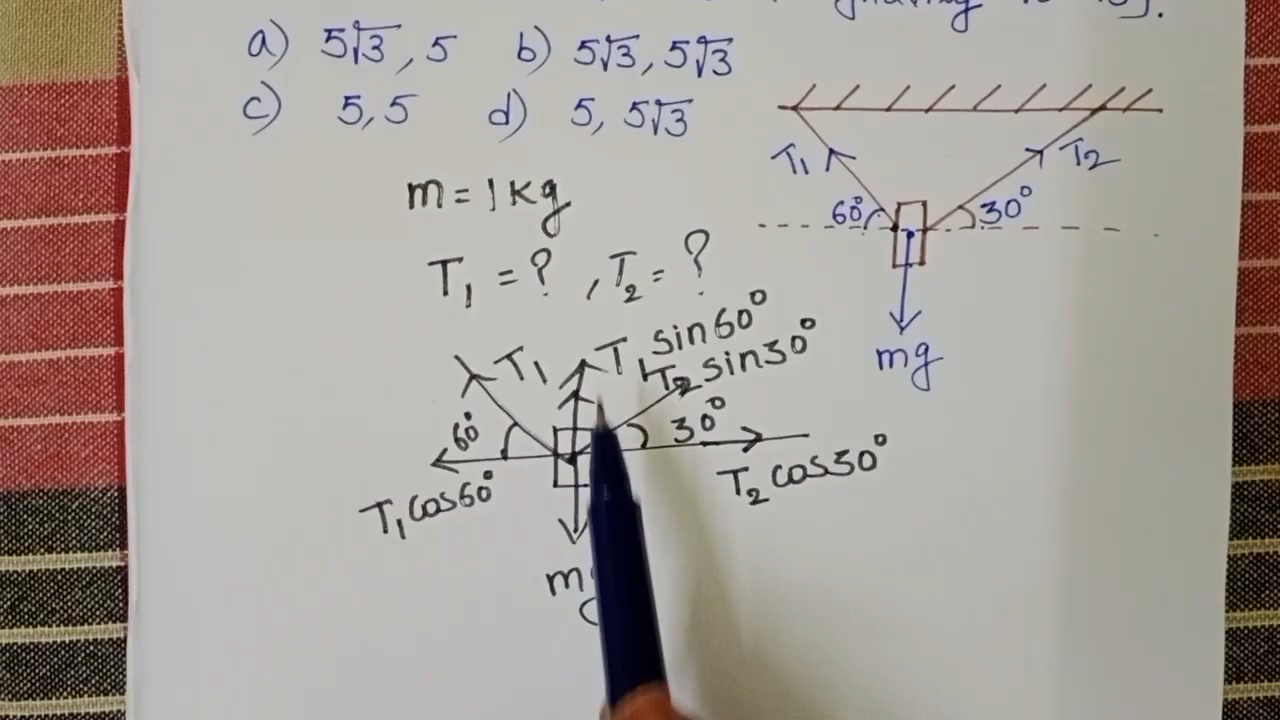 a) 5√3, 5 b) 5√3, 5√3
c) 5, 5 d) 5, 5√3
m = 1 kg
T₁ = ? , T₂ = ?
T₁
T₂
60°
30°
mg
T₁
T₁ sin60°
T₂ sin30°
60°
30°
T₁ cos60°
T₂ cos30°